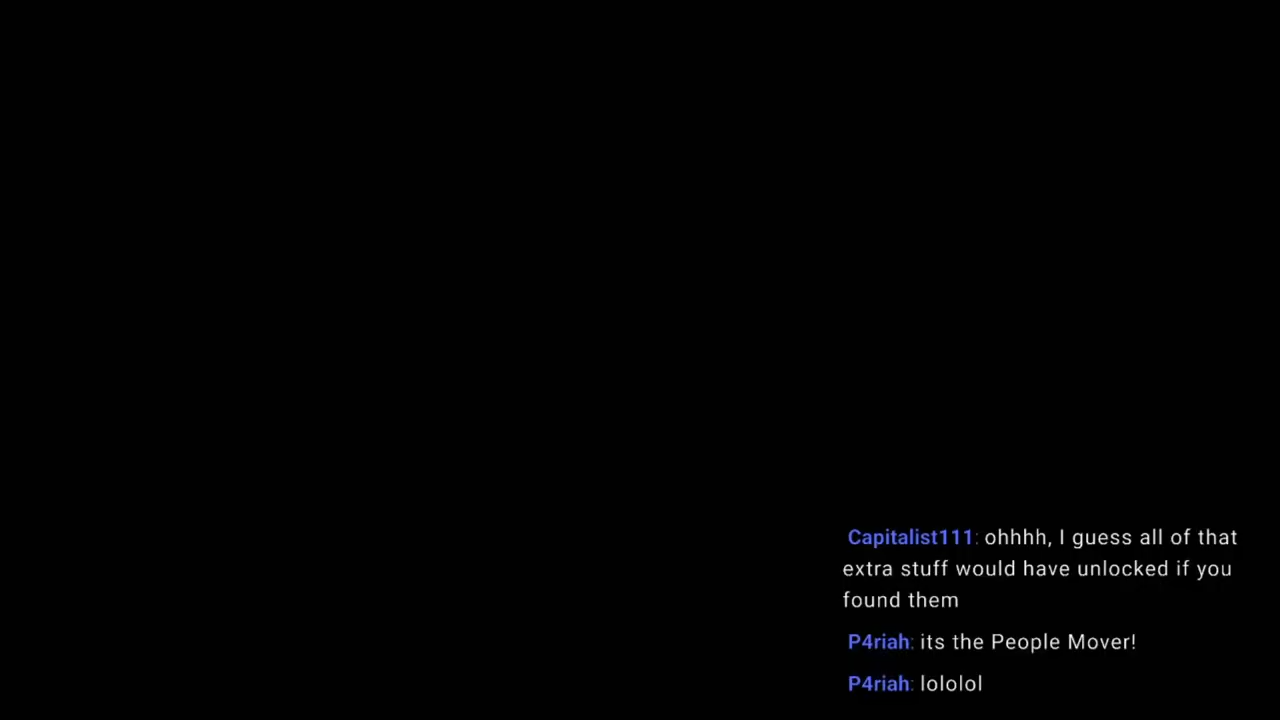 Capitalist111: ohhhh, I guess all of that
extra stuff would have unlocked if you
found them
P4riah: its the People Mover!
P4riah: lololol